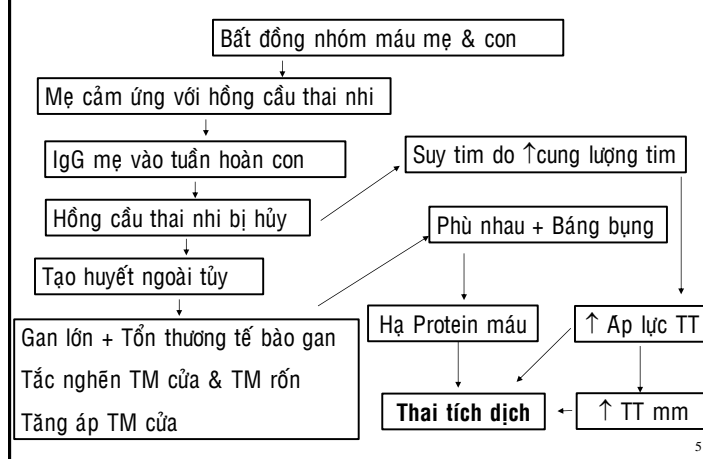 Bất đồng nhóm máu mẹ & con
Mẹ cảm ứng với hồng cầu thai nhi
IgG mẹ vào tuần hoàn con
Suy tim do ↑cung lượng tim
Hồng cầu thai nhi bị hủy
Phù nhau + Báng bụng
Tạo huyết ngoài tủy
Gan lớn + Tổn thương tế bào gan
Tắc nghẽn TM cửa & TM rốn
Tăng áp TM cửa
Hạ Protein máu
↑ Áp lực TT
Thai tích dịch
↑ TT mm
5